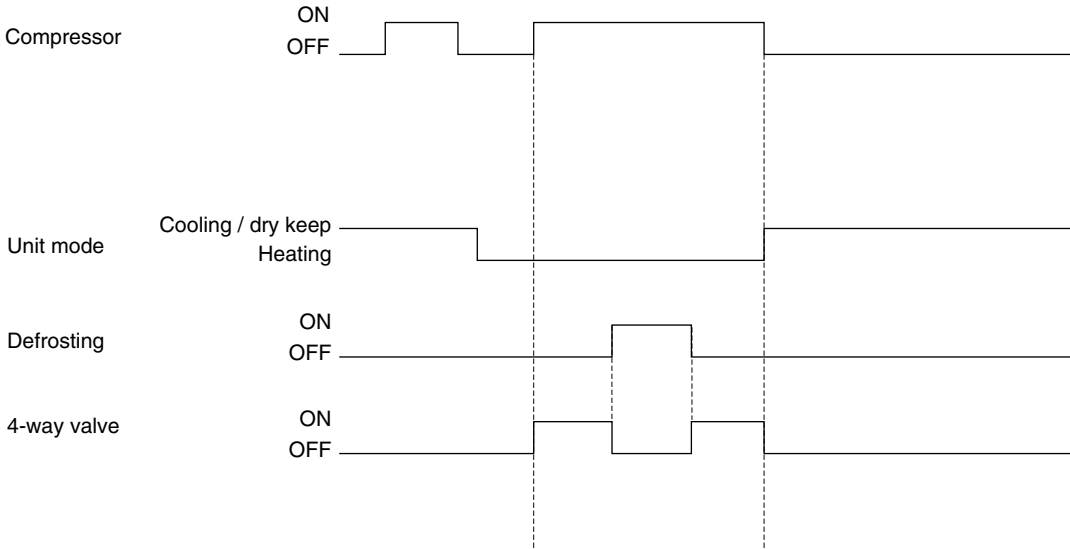 Compressor
ON
OFF
Unit mode
Cooling / dry keep
Heating
Defrosting
ON
OFF
4-way valve
ON
OFF